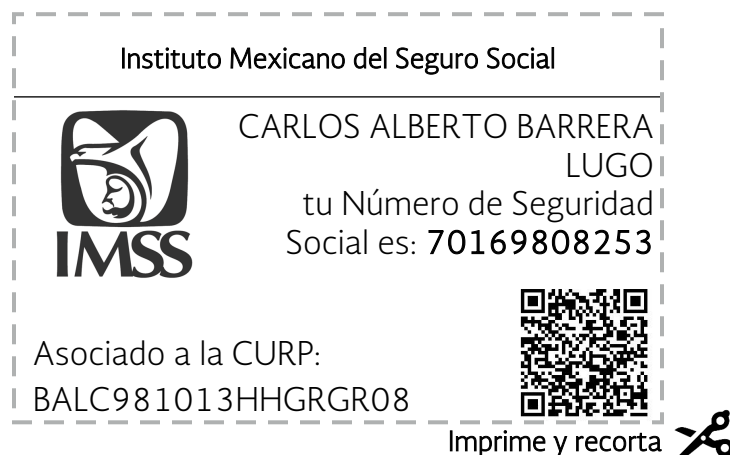 Instituto Mexicano del Seguro Social
CARLOS ALBERTO BARRERA
LUGO
tu Número de Seguridad
Social es: 70169808253
IMSS
Asociado a la CURP:
BALC981013HHGRGR08
Imprime y recorta